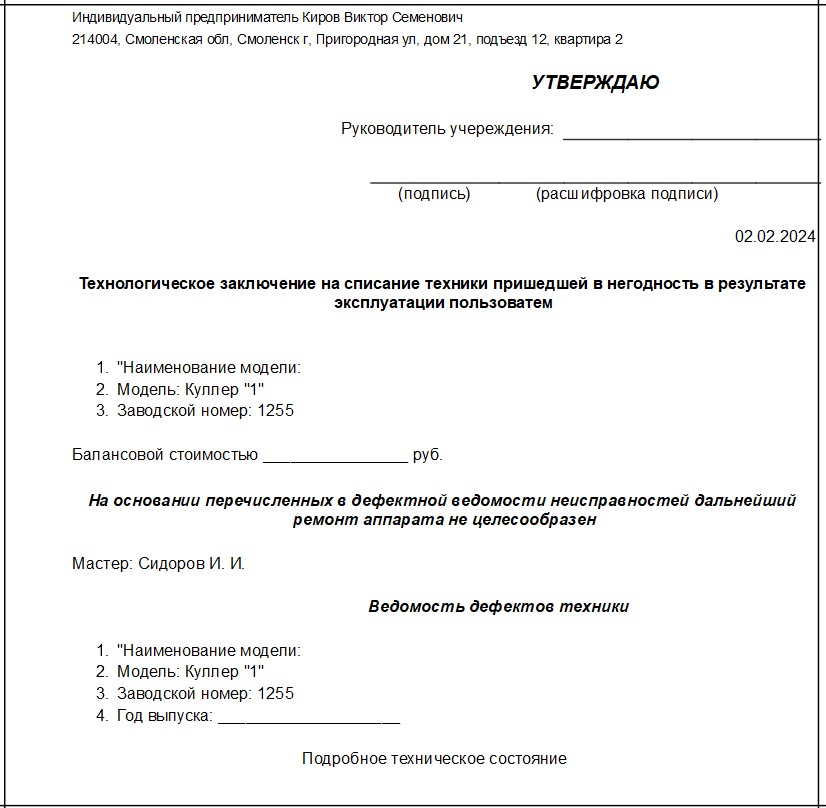 Индивидуальный предприниматель Киров Виктор Семенович
214004, Смоленская обл, Смоленск г, Пригородная ул, дом 21, подъезд 12, квартира 2
УТВЕРЖДАЮ
Руководитель учереждения: ____________________________
_________________________________________________
(подпись) (расшифровка подписи)
02.02.2024
Технологическое заключение на списание техники пришедшей в негодность в результате
эксплуатации пользоватем
1. "Наименование модели:
2. Модель: Куллер "1"
3. Заводской номер: 1255
Балансовой стоимостью ________________ руб.
На основании перечисленных в дефектной ведомости неисправностей дальнейший
ремонт аппарата не целесообразен
Мастер: Сидоров И. И.
Ведомость дефектов техники
1. "Наименование модели:
2. Модель: Куллер "1"
3. Заводской номер: 1255
4. Год выпуска: ____________________
Подробное техническое состояние